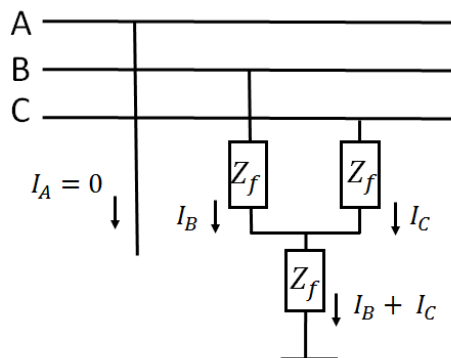 A
B
C
Z_f Z_f
I_A = 0
I_B I_C
Z_f
I_B + I_C